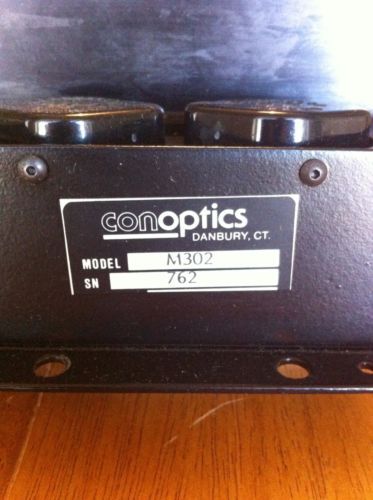 conoptics
DANBURY, CT.
MODEL M302
SN 762